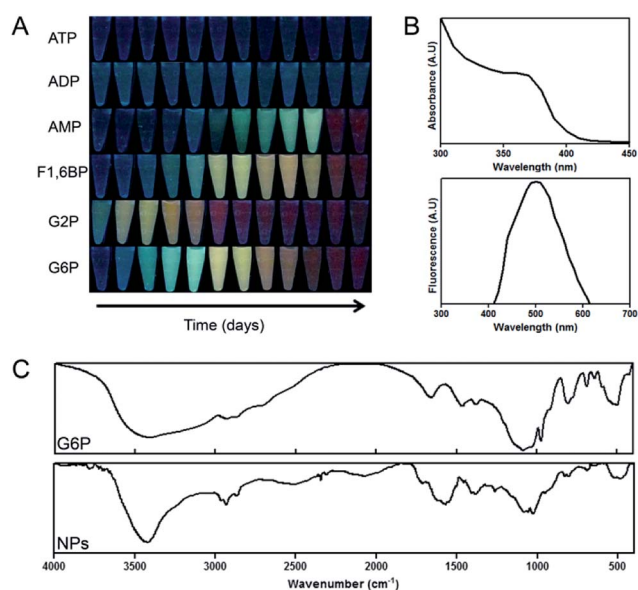 A
ATP
ADP
AMP
F1,6BP
G2P
G6P
Time (days)
B
Absorbance (A.U)
300 350 400 450
Wavelength (nm)
Fluorescence (A.U)
300 400 500 600 700
Wavelength (nm)
C
G6P
NPs
4000 3500 3000 2500 2000 1500 1000 500
Wavenumber (cm⁻¹)